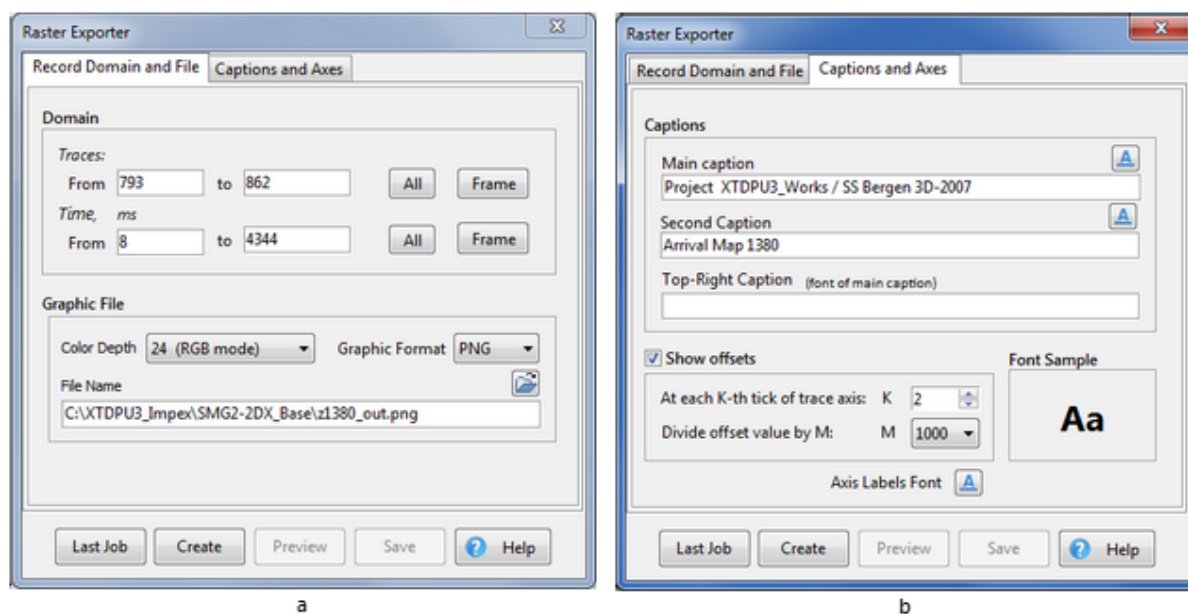 Raster Exporter
Record Domain and File
Captions and Axes
Domain
Traces:
From 793 to 862 All Frame
Time, ms
From 8 to 4344 All Frame
Graphic File
Color Depth 24 (RGB mode) Graphic Format PNG
File Name
C:\XTDPU3_Impex\SMG2-2DX_Base\z1380_out.png
Last Job Create Preview Save ? Help
a
Raster Exporter
Record Domain and File
Captions and Axes
Captions
Main caption A
Project XTDPU3_Works / SS Bergen 3D-2007
Second Caption A
Arrival Map 1380
Top-Right Caption (font of main caption)
Show offsets
At each K-th tick of trace axis: K 2
Divide offset value by M: M 1000
Font Sample
Aa
Axis Labels Font A
Last Job Create Preview Save ? Help
b